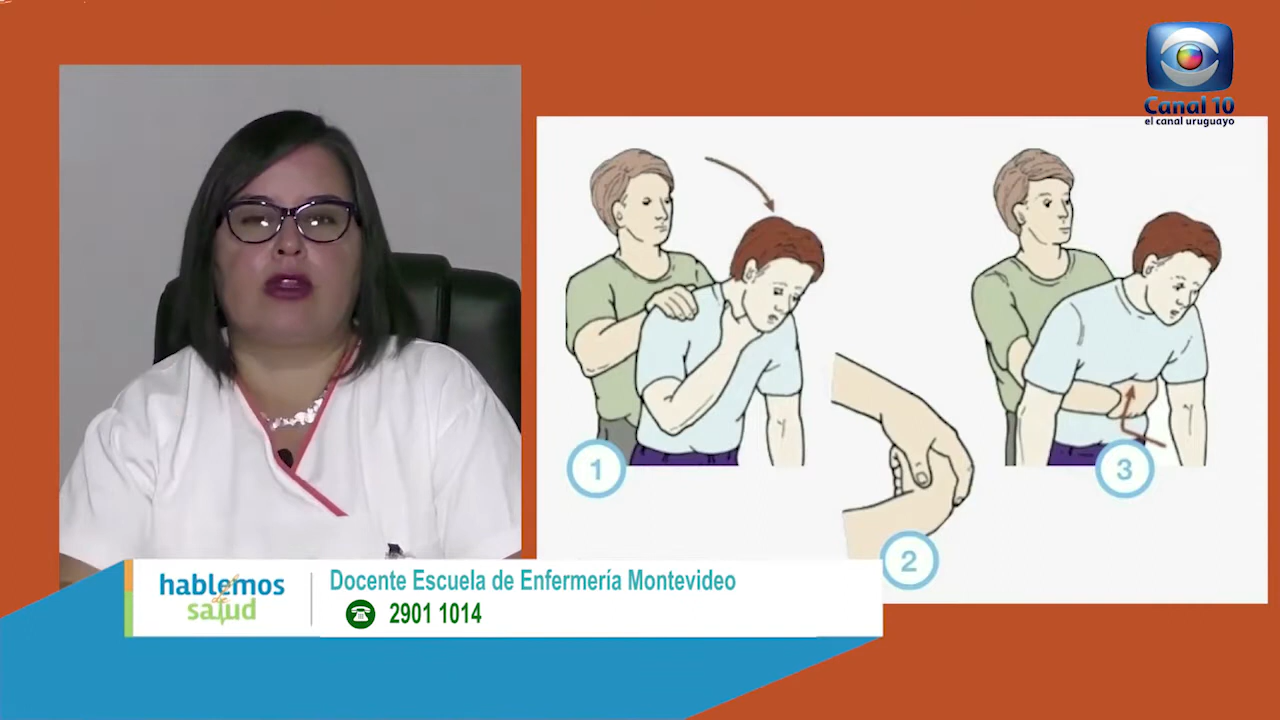 Canal 10
el canal uruguayo
1
2
3
hablemos
de
salud
Docente Escuela de Enfermería Montevideo
2901 1014